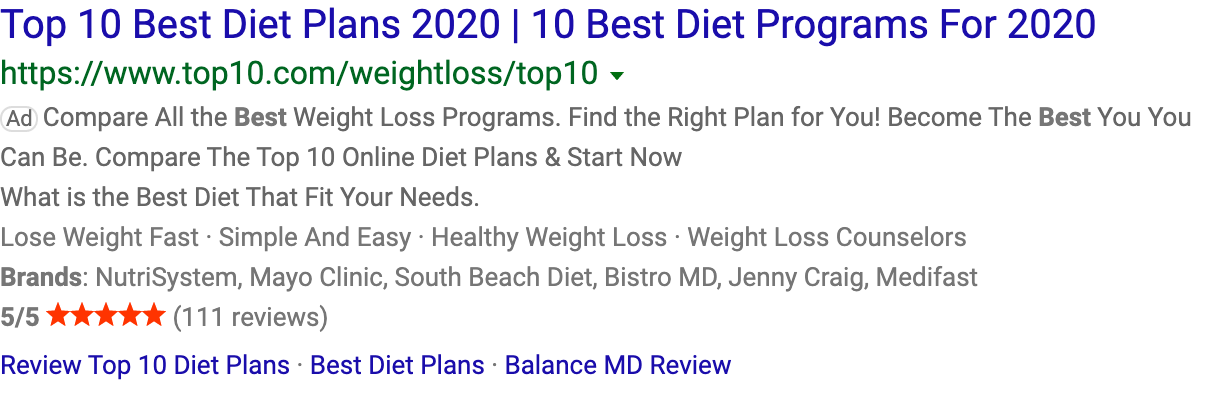 Top 10 Best Diet Plans 2020 | 10 Best Diet Programs For 2020
https://www.top10.com/weightloss/top10
Ad Compare All the Best Weight Loss Programs. Find the Right Plan for You! Become The Best You You
Can Be. Compare The Top 10 Online Diet Plans & Start Now
What is the Best Diet That Fit Your Needs.
Lose Weight Fast · Simple And Easy · Healthy Weight Loss · Weight Loss Counselors
Brands: NutriSystem, Mayo Clinic, South Beach Diet, Bistro MD, Jenny Craig, Medifast
5/5 ★★★★★ (111 reviews)
Review Top 10 Diet Plans · Best Diet Plans · Balance MD Review